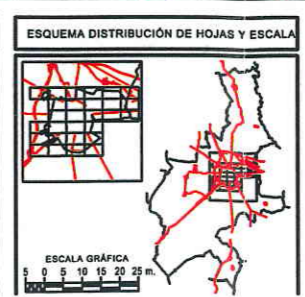 ESQUEMA DISTRIBUCIÓN DE HOJAS Y ESCALA
ESCALA GRÁFICA
5 0 5 10 15 20 25 m.